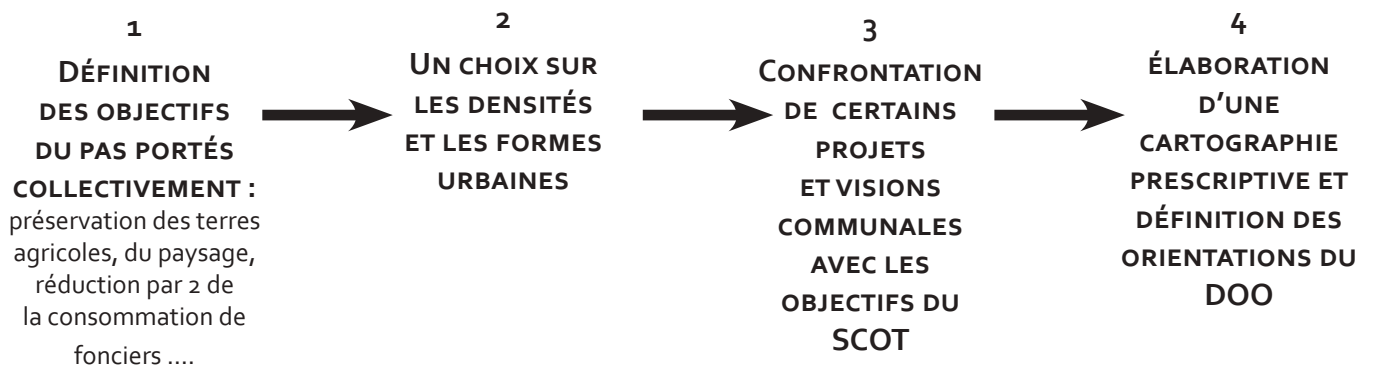 1
Définition
des objectifs
du PAS portés
collectivement :
préservation des terres
agricoles, du paysage,
réduction par 2 de
la consommation de
fonciers ....
2
Un choix sur
les densités
et les formes
urbaines
3
Confrontation
de certains
projets
et visions
communales
avec les
objectifs du
SCOT
4
élaboration
d'une
cartographie
prescriptive et
définition des
orientations du
DOO